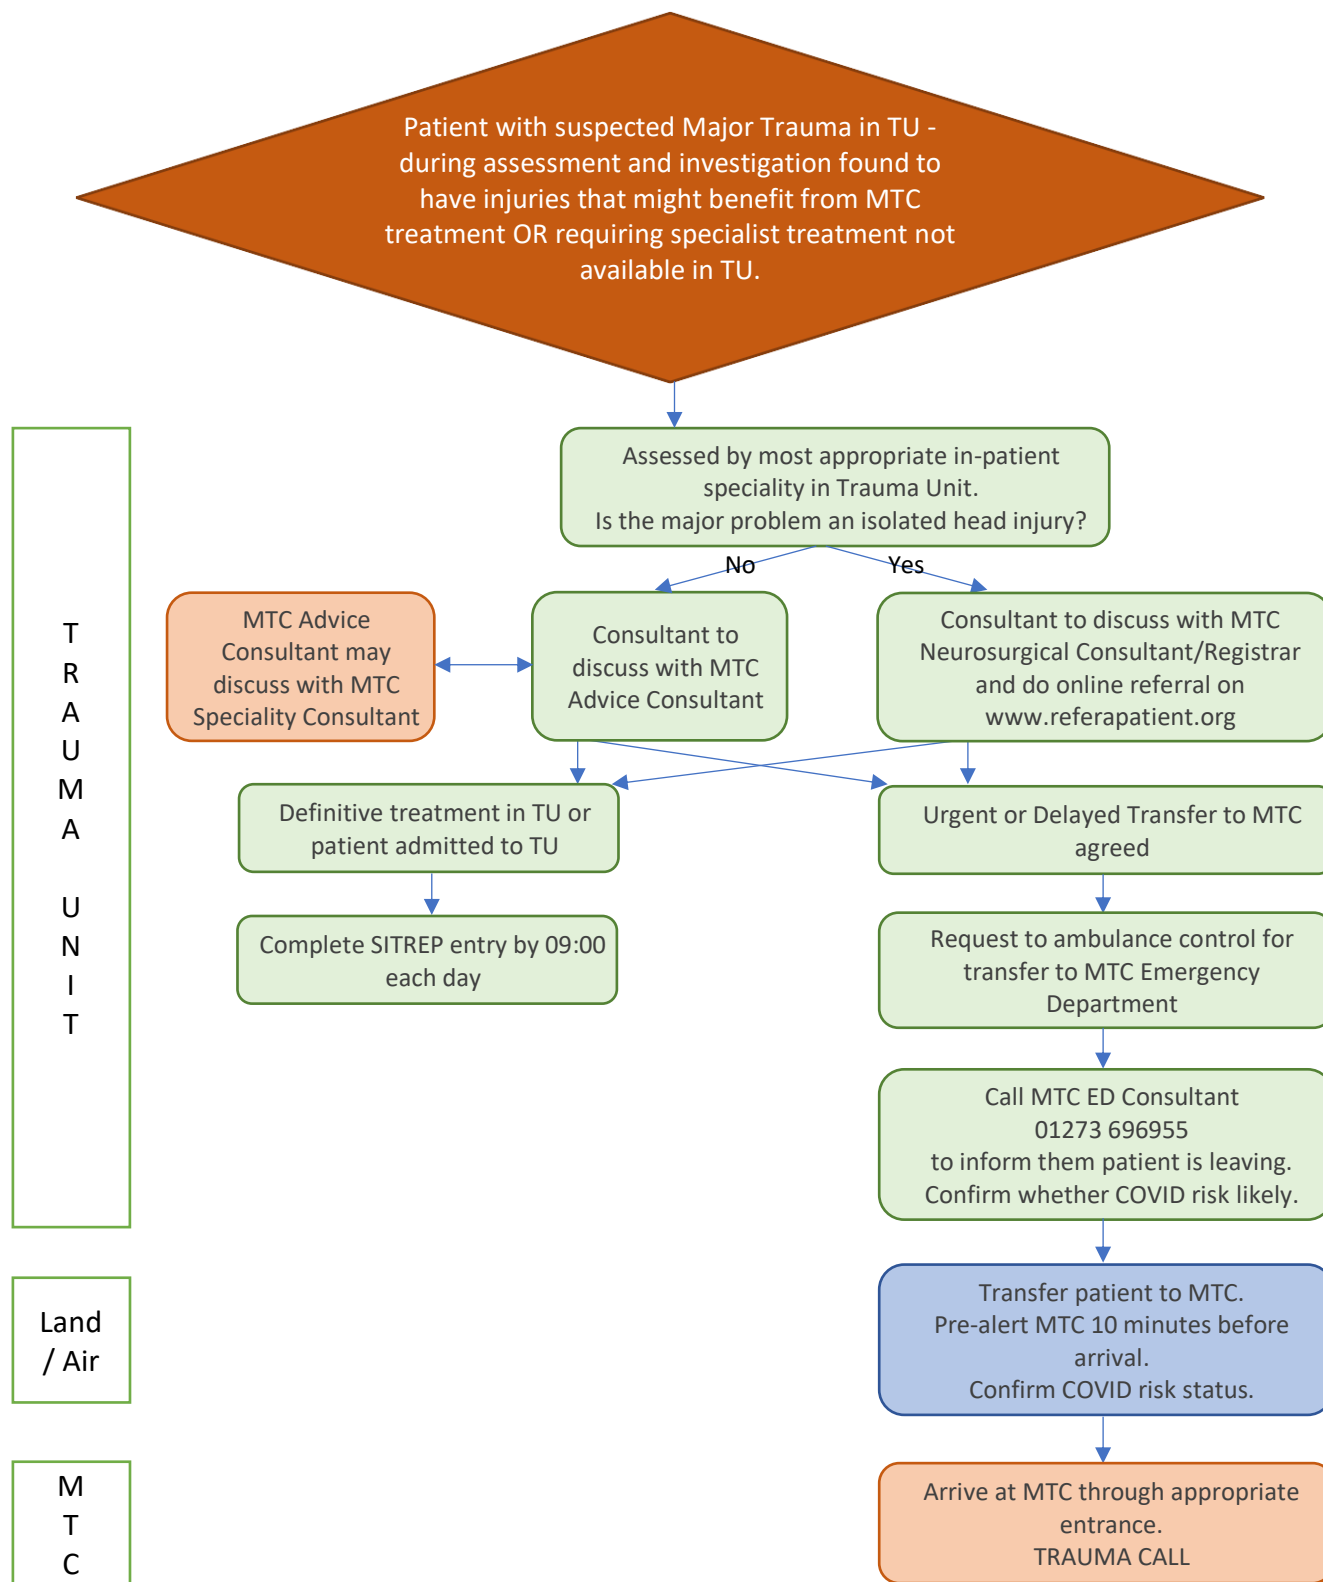 Patient with suspected Major Trauma in TU -
during assessment and investigation found to
have injuries that might benefit from MTC
treatment OR requiring specialist treatment not
available in TU.
Assessed by most appropriate in-patient
speciality in Trauma Unit.
Is the major problem an isolated head injury?
No
Yes
MTC Advice
Consultant may
discuss with MTC
Speciality Consultant
Consultant to
discuss with MTC
Advice Consultant
Consultant to discuss with MTC
Neurosurgical Consultant/Registrar
and do online referral on
www.referapatient.org
Definitive treatment in TU or
patient admitted to TU
Urgent or Delayed Transfer to MTC
agreed
Complete SITREP entry by 09:00
each day
Request to ambulance control for
transfer to MTC Emergency
Department
Call MTC ED Consultant
01273 696955
to inform them patient is leaving.
Confirm whether COVID risk likely.
T
R
A
U
M
A
U
N
I
T
Land
/ Air
Transfer patient to MTC.
Pre-alert MTC 10 minutes before
arrival.
Confirm COVID risk status.
M
T
C
Arrive at MTC through appropriate
entrance.
TRAUMA CALL